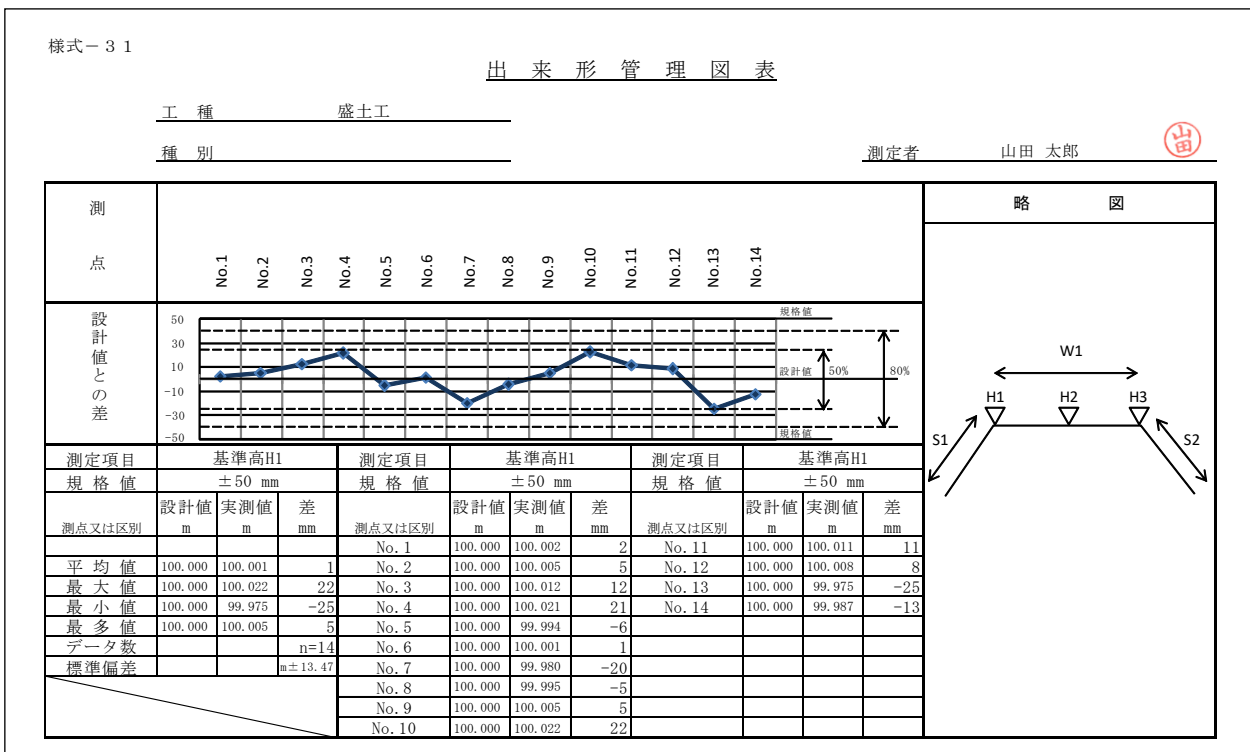 様式－３１
出来形管理図表
工種 盛土工
種別 測定者 山田 太郎 山田
測点 No.1 No.2 No.3 No.4 No.5 No.6 No.7 No.8 No.9 No.10 No.11 No.12 No.13 No.14
略図
設計値との差
50
30
10
-10
-30
-50
規格値
設計値 50% 80%
規格値
W1
H1 H2 H3
S1 S2
測定項目 基準高H1 測定項目 基準高H1 測定項目 基準高H1
規格値 ±50 mm 規格値 ±50 mm 規格値 ±50 mm
設計値 実測値 差 設計値 実測値 差 設計値 実測値 差
測点又は区別 m m mm 測点又は区別 m m mm 測点又は区別 m m mm
No.1 100.000 100.002 2 No.11 100.000 100.011 11
平均値 100.000 100.001 1 No.2 100.000 100.005 5 No.12 100.000 100.008 8
最大値 100.000 100.022 22 No.3 100.000 100.012 12 No.13 100.000 99.975 -25
最小値 100.000 99.975 -25 No.4 100.000 100.021 21 No.14 100.000 99.987 -13
最多値 100.000 100.005 5 No.5 100.000 99.994 -6
データ数 n=14 No.6 100.000 100.001 1
標準偏差 m±13.47 No.7 100.000 99.980 -20
No.8 100.000 99.995 -5
No.9 100.000 100.005 5
No.10 100.000 100.022 22